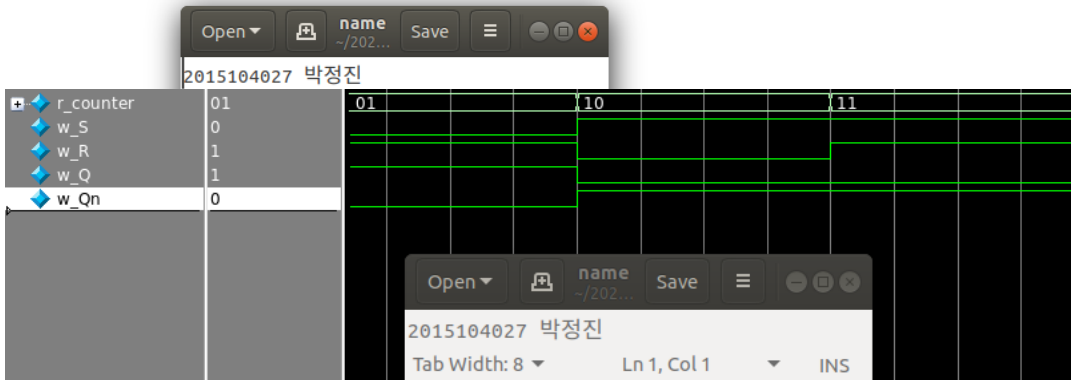 Open name Save
~/202...
2015104027 박정진
r_counter 01 01 10 11
w_S 0
w_R 1
w_Q 1
w_Qn 0
Open name Save
~/202...
2015104027 박정진
Tab Width: 8 Ln 1, Col 1 INS